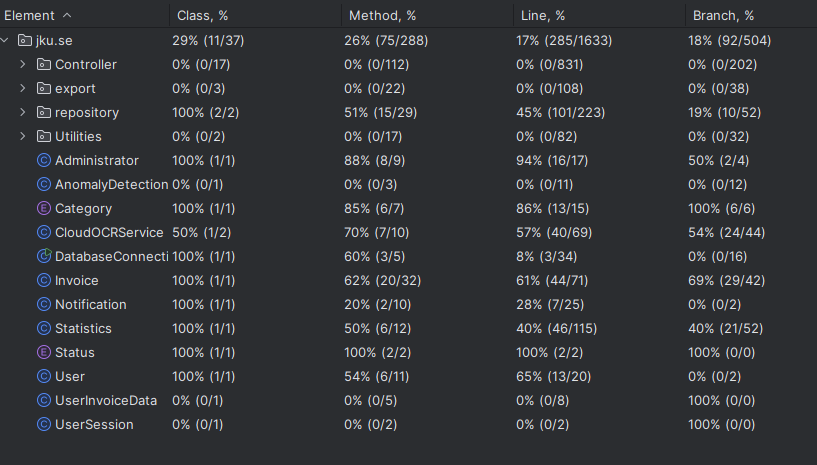 Element Class, % Method, % Line, % Branch, %
jku.se 29% (11/37) 26% (75/288) 17% (285/1633) 18% (92/504)
Controller 0% (0/17) 0% (0/112) 0% (0/831) 0% (0/202)
export 0% (0/3) 0% (0/22) 0% (0/108) 0% (0/38)
repository 100% (2/2) 51% (15/29) 45% (101/223) 19% (10/52)
Utilities 0% (0/2) 0% (0/17) 0% (0/82) 0% (0/32)
C Administrator 100% (1/1) 88% (8/9) 94% (16/17) 50% (2/4)
C AnomalyDetection 0% (0/1) 0% (0/3) 0% (0/11) 0% (0/12)
E Category 100% (1/1) 85% (6/7) 86% (13/15) 100% (6/6)
C CloudOCRService 50% (1/2) 70% (7/10) 57% (40/69) 54% (24/44)
C DatabaseConnecti 100% (1/1) 60% (3/5) 8% (3/34) 0% (0/16)
C Invoice 100% (1/1) 62% (20/32) 61% (44/71) 69% (29/42)
C Notification 100% (1/1) 20% (2/10) 28% (7/25) 0% (0/2)
C Statistics 100% (1/1) 50% (6/12) 40% (46/115) 40% (21/52)
E Status 100% (1/1) 100% (2/2) 100% (2/2) 100% (0/0)
C User 100% (1/1) 54% (6/11) 65% (13/20) 0% (0/2)
C UserInvoiceData 0% (0/1) 0% (0/5) 0% (0/8) 100% (0/0)
C UserSession 0% (0/1) 0% (0/2) 0% (0/2) 100% (0/0)